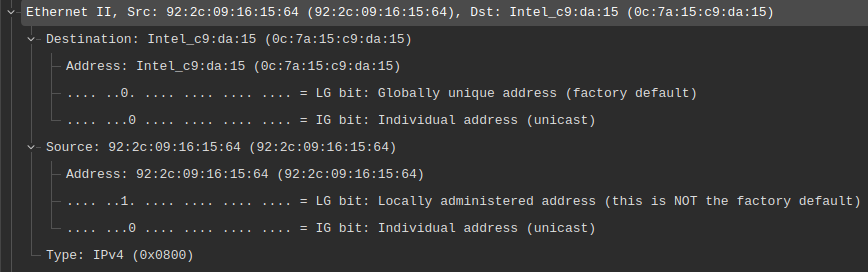 Ethernet II, Src: 92:2c:09:16:15:64 (92:2c:09:16:15:64), Dst: Intel_c9:da:15 (0c:7a:15:c9:da:15)
Destination: Intel_c9:da:15 (0c:7a:15:c9:da:15)
Address: Intel_c9:da:15 (0c:7a:15:c9:da:15)
.... ..0. .... .... .... .... = LG bit: Globally unique address (factory default)
.... ...0 .... .... .... .... = IG bit: Individual address (unicast)
Source: 92:2c:09:16:15:64 (92:2c:09:16:15:64)
Address: 92:2c:09:16:15:64 (92:2c:09:16:15:64)
.... ..1. .... .... .... .... = LG bit: Locally administered address (this is NOT the factory default)
.... ...0 .... .... .... .... = IG bit: Individual address (unicast)
Type: IPv4 (0x0800)